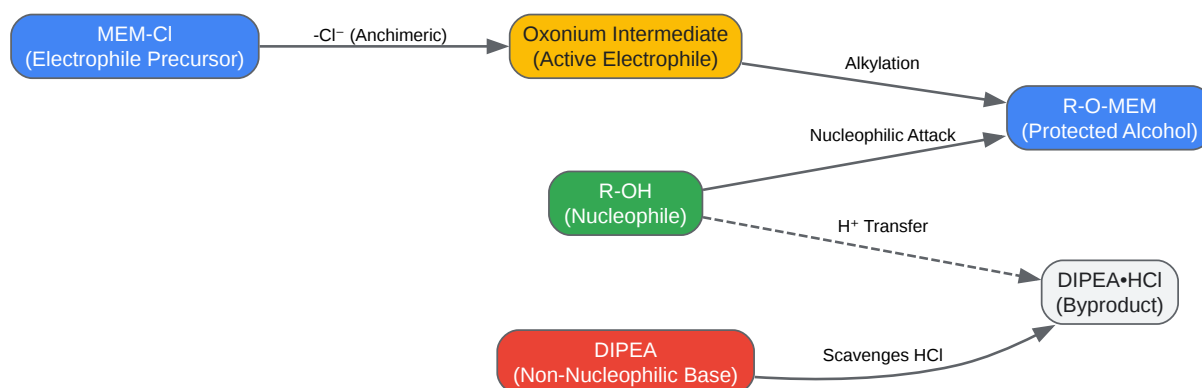 MEM-Cl
(Electrophile Precursor)
-Cl⁻ (Anchimeric)
Oxonium Intermediate
(Active Electrophile)
Alkylation
R-O-MEM
(Protected Alcohol)
Nucleophilic Attack
R-OH
(Nucleophile)
H⁺ Transfer
DIPEA•HCl
(Byproduct)
DIPEA
(Non-Nucleophilic Base)
Scavenges HCl